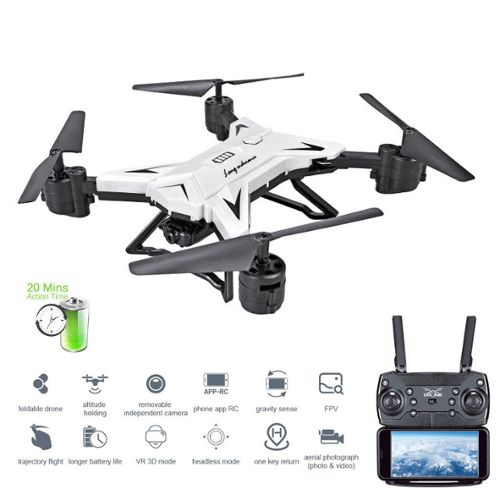 20 Mins
Action Time
APP-RC
foldable drone
altitude
holding
removable
independent camera
phone app RC
gravity sense
FPV
H
trajectory flight
longer battery life
VR 3D mode
headless mode
one key return
aerial photograph
(photo & video)
DRONE